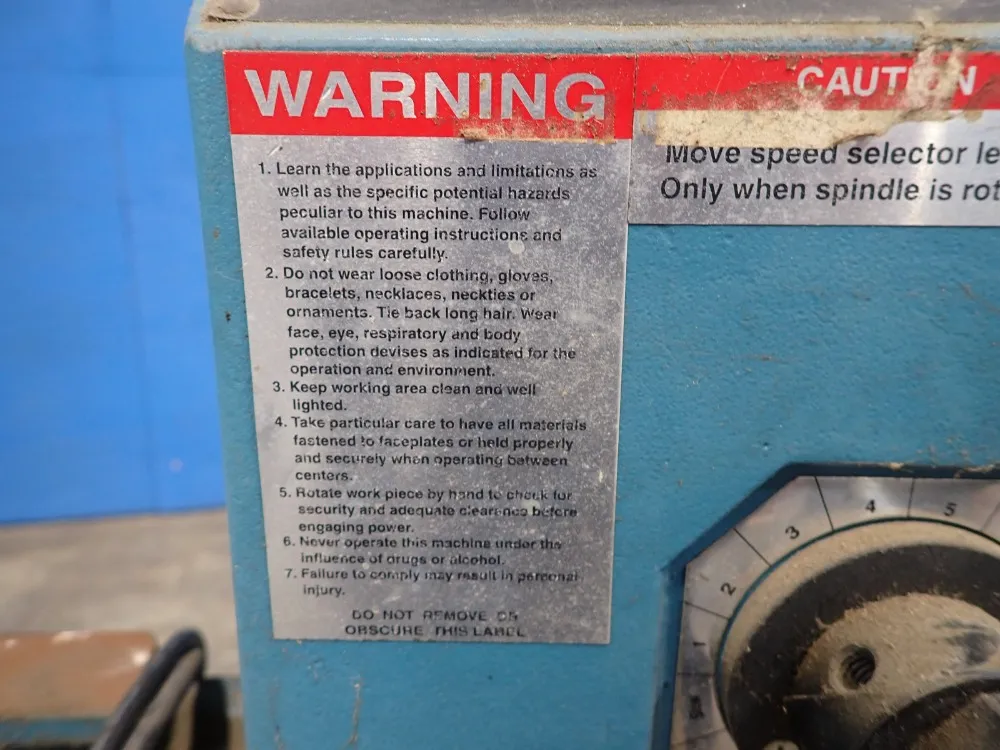 WARNING
1. Learn the applications and limitations as
well as the specific potential hazards
peculiar to this machine. Follow
available operating instructions and
safety rules carefully.
2. Do not wear loose clothing, gloves,
bracelets, necklaces, neckties or
ornaments. Tie back long hair. Wear
face, eye, respiratory and body
protection devises as indicated for the
operation and environment.
3. Keep working area clean and well
lighted.
4. Take particular care to have all materials
fastened to faceplates or held properly
and securely when operating between
centers.
5. Rotate work piece by hand to check for
security and adequate clearance before
engaging power.
6. Never operate this machine under the
influence of drugs or alcohol.
7. Failure to comply may result in personal
injury.
DO NOT REMOVE OR
OBSCURE THIS LABEL
CAUTION
Move speed selector le
Only when spindle is rot
1
2
3
4
5